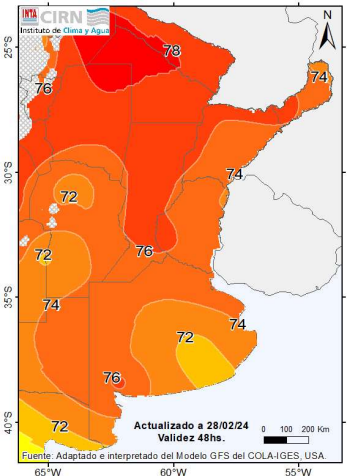 INTA CIRN
Instituto de Clima y Agua
N
25°S
30°S
35°S
40°S
78
74
76
74
72
76
72
74
74
72
76
72
Actualizado a 28/02/24
Validez 48hs.
0 100 200 Km
Fuente: Adaptado e interpretado del Modelo GFS del COLA-IGES, USA.
65°W 60°W 55°W